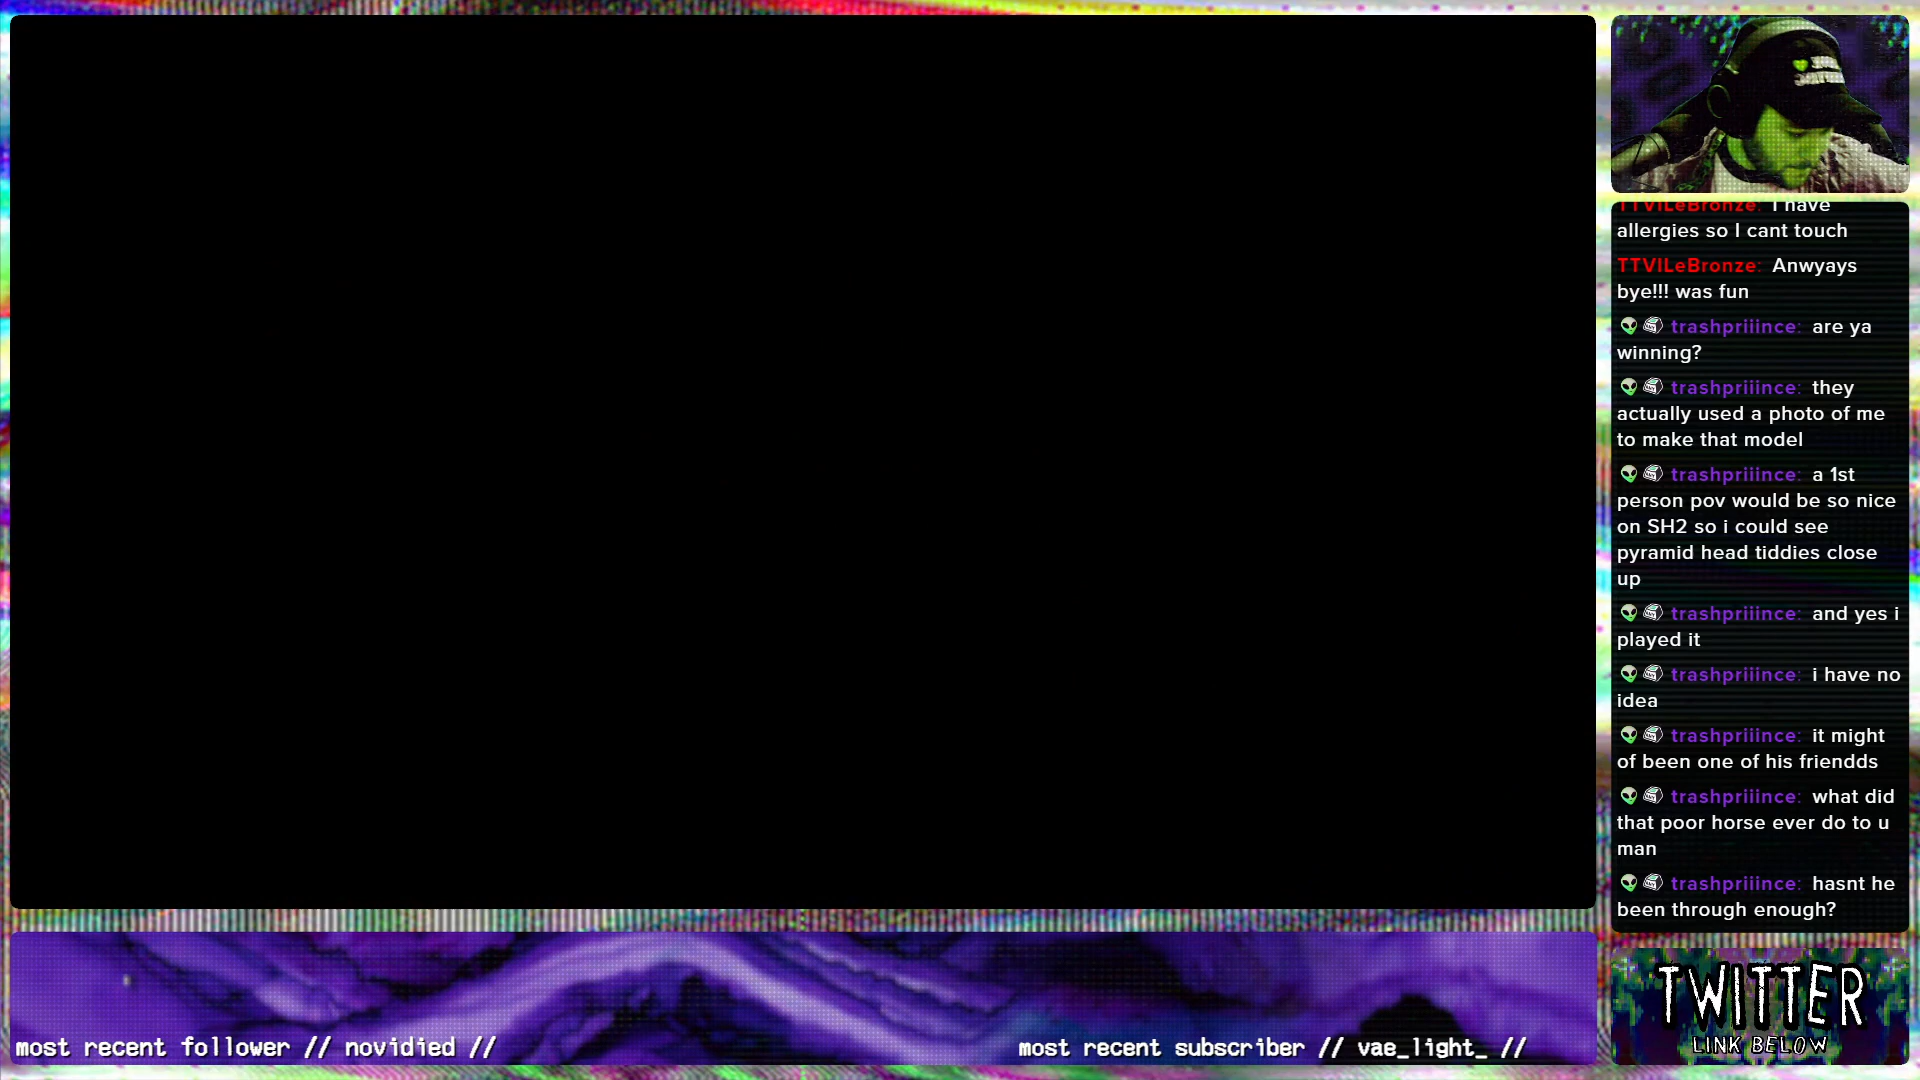 TTVILeBronze: I have
allergies so I cant touch
TTVILeBronze: Anwyays
bye!!! was fun
trashpriiince: are ya
winning?
trashpriiince: they
actually used a photo of me
to make that model
trashpriiince: a 1st
person pov would be so nice
on SH2 so i could see
pyramid head tiddies close
up
trashpriiince: and yes i
played it
trashpriiince: i have no
idea
trashpriiince: it might
of been one of his friendds
trashpriiince: what did
that poor horse ever do to u
man
trashpriiince: hasnt he
been through enough?
most recent follower // novidied //
most recent subscriber // vae_light_ //
TWITTER
LINK BELOW